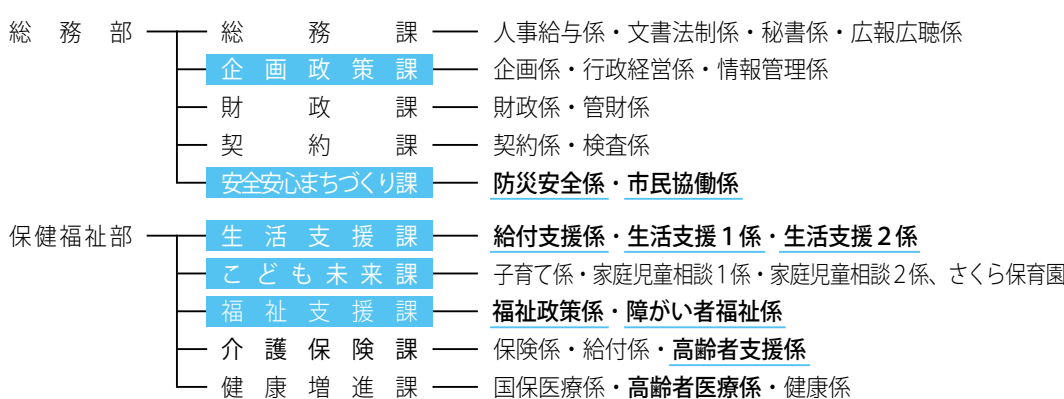 総務部 総務課 人事給与係・文書法制係・秘書係・広報広聴係
企画政策課 企画係・行政経営係・情報管理係
財政課 財政係・管財係
契約課 契約係・検査係
安全安心まちづくり課 防災安全係・市民協働係
保健福祉部 生活支援課 給付支援係・生活支援1係・生活支援2係
こども未来課 子育て係・家庭児童相談1係・家庭児童相談2係、さくら保育園
福祉支援課 福祉政策係・障がい者福祉係
介護保険課 保険係・給付係・高齢者支援係
健康増進課 国保医療係・高齢者医療係・健康係